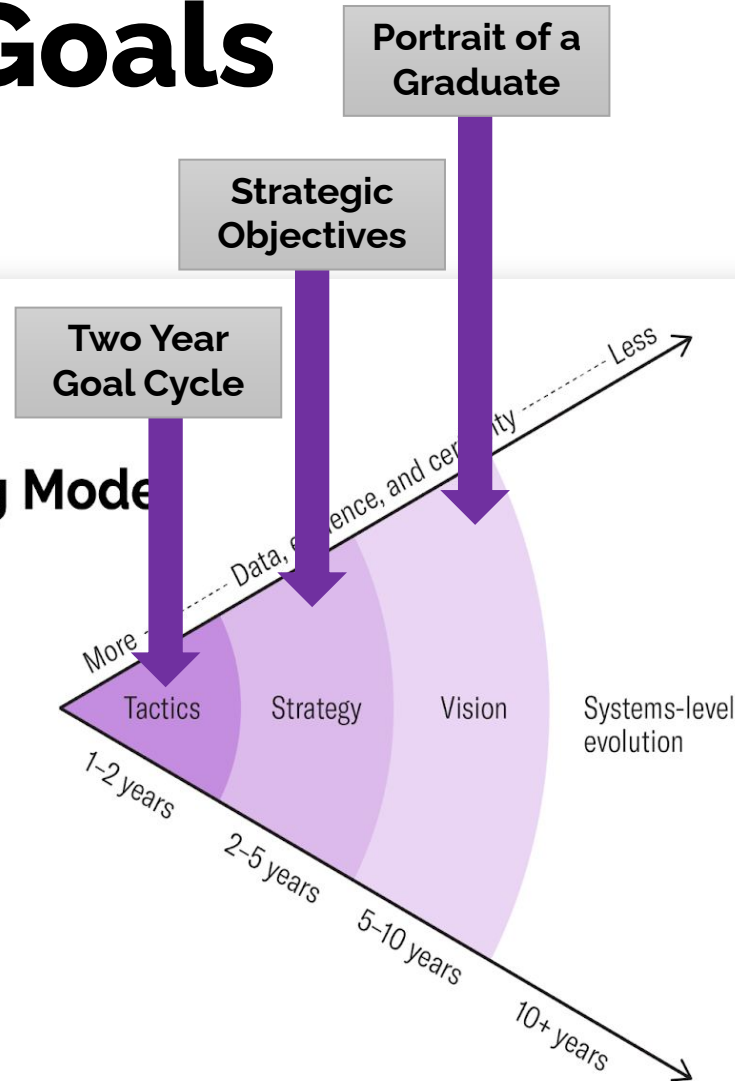 Goals
Portrait of a
Graduate
Strategic
Objectives
Two Year
Goal Cycle
g Mode
More
Data, e ence, and cer ty
Less
Tactics
Strategy
Vision
Systems-level
evolution
1–2 years
2–5 years
5–10 years
10+ years